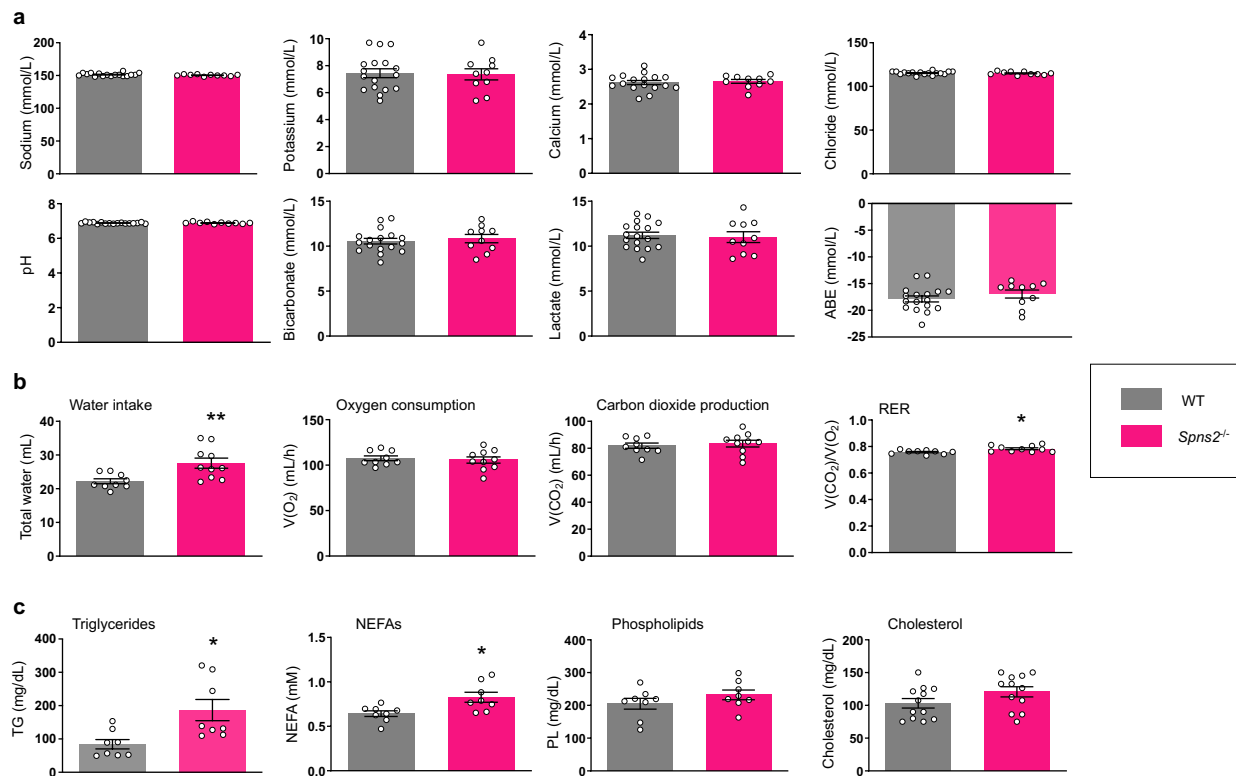 a
Sodium (mmol/L)
200
150
100
50
0
Potassium (mmol/L)
10
8
6
4
2
0
Calcium (mmol/L)
4
3
2
1
0
Chloride (mmol/L)
150
100
50
0
pH
6
4
2
0
Bicarbonate (mmol/L)
15
10
5
0
Lactate (mmol/L)
15
10
5
0
ABE (mmol/L)
0
-5
-10
-15
-20
-25
WT
Spns2-/-
b
Water intake
Total water (mL)
40
30
20
10
0
**
Oxygen consumption
V(O2) (mL/h)
150
100
50
0
Carbon dioxide production
V(CO2) (mL/h)
100
80
60
40
20
0
RER
V(CO2)/V(O2)
1.0
0.8
0.6
0.4
0.2
0.0
*
c
Triglycerides
TG (mg/dL)
400
300
200
100
0
*
NEFAs
NEFA (mM)
1.5
1.0
0.5
0.0
*
Phospholipids
PL (mg/dL)
400
300
200
100
0
Cholesterol
Cholesterol (mg/dL)
200
150
100
50
0